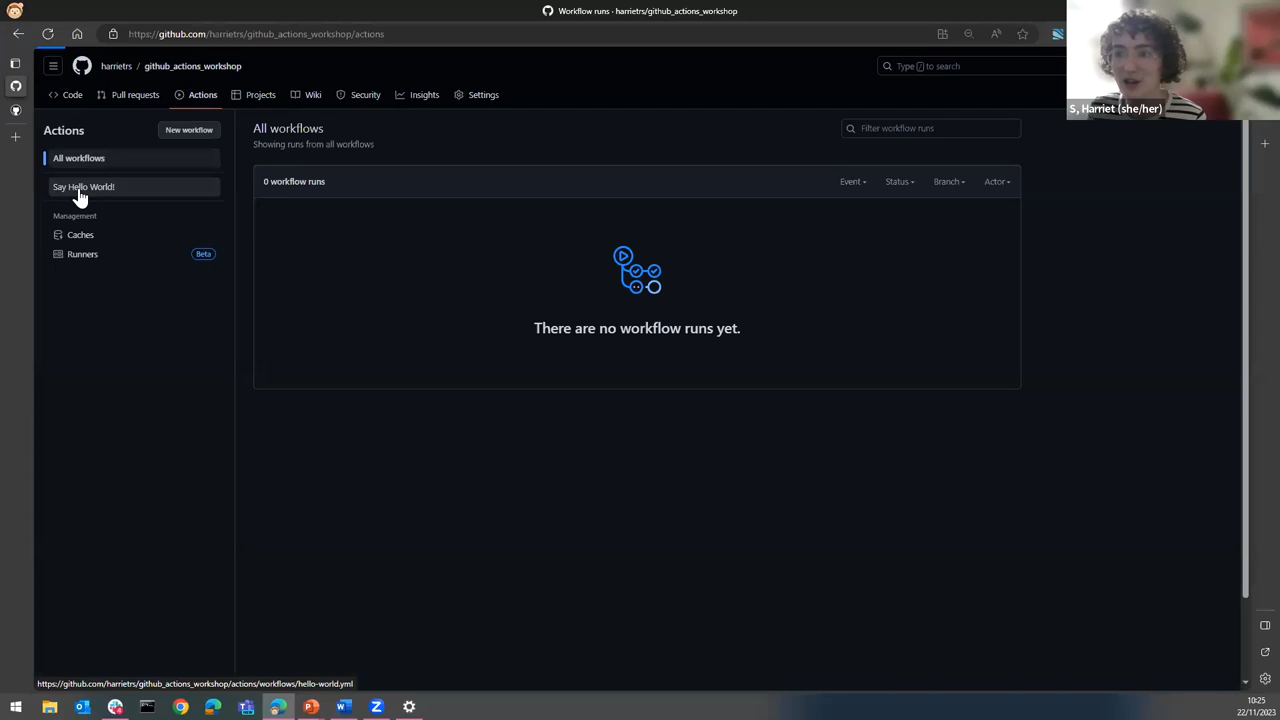 Workflow runs · harrietrs/github_actions_workshop
https://github.com/harrietrs/github_actions_workshop/actions
harrietrs / github_actions_workshop
Type / to search
S, Harriet (she/her)
Code
Pull requests
Actions
Projects
Wiki
Security
Insights
Settings
Actions
New workflow
All workflows
Say Hello World!
Management
Caches
Runners
Beta
All workflows
Showing runs from all workflows
Filter workflow runs
0 workflow runs
Event
Status
Branch
Actor
There are no workflow runs yet.
https://github.com/harrietrs/github_actions_workshop/actions/workflows/hello-world.yml
10:25
22/11/2023